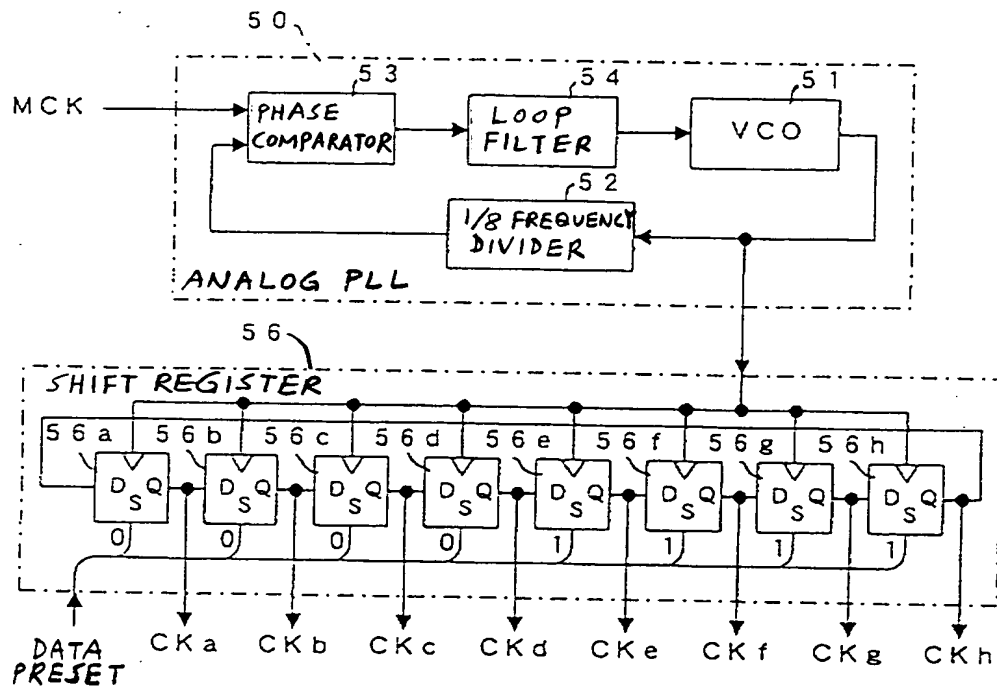 50
53
54
51
MCK
PHASE
COMPARATOR
LOOP
FILTER
VCO
52
1/8 FREQUENCY
DIVIDER
ANALOG PLL
56
SHIFT REGISTER
56a 56b 56c 56d 56e 56f 56g 56h
D Q D Q D Q D Q D Q D Q D Q D Q
S S S S S S S S
0 0 0 0 1 1 1 1
DATA
PRESET
CKa CKb CKc CKd CKe CKf CKg CKh